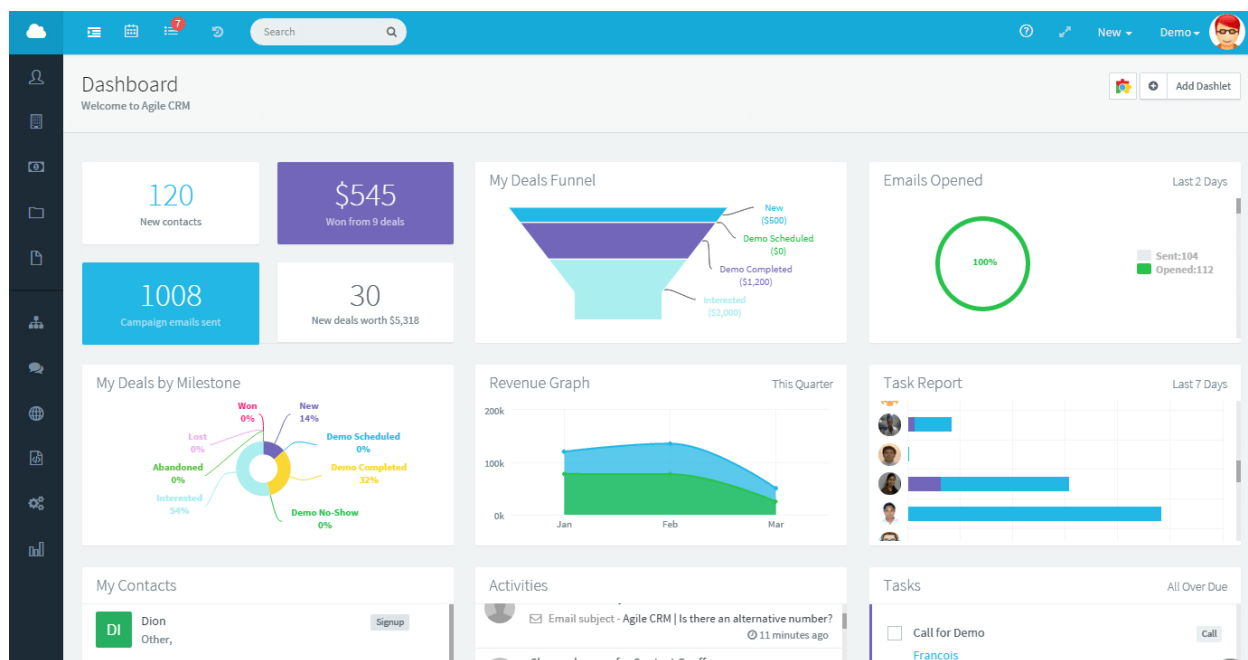 7
Search
New
Demo
Dashboard
Welcome to Agile CRM
Add Dashlet
120
New contacts
$545
Won from 9 deals
1008
Campaign emails sent
30
New deals worth $5,318
My Deals Funnel
New
($500)
Demo Scheduled
($0)
Demo Completed
($1,200)
Interested
($2,000)
Emails Opened
Last 2 Days
100%
Sent:104
Opened:112
My Deals by Milestone
Won
0%
New
14%
Lost
0%
Demo Scheduled
0%
Abandoned
0%
Demo Completed
32%
Interested
54%
Demo No-Show
0%
Revenue Graph
This Quarter
200k
100k
0k
Jan
Feb
Mar
Task Report
Last 7 Days
My Contacts
DI
Dion
Other,
Signup
Activities
Email subject - Agile CRM | Is there an alternative number?
11 minutes ago
Tasks
All Over Due
Call for Demo
Call
Francois